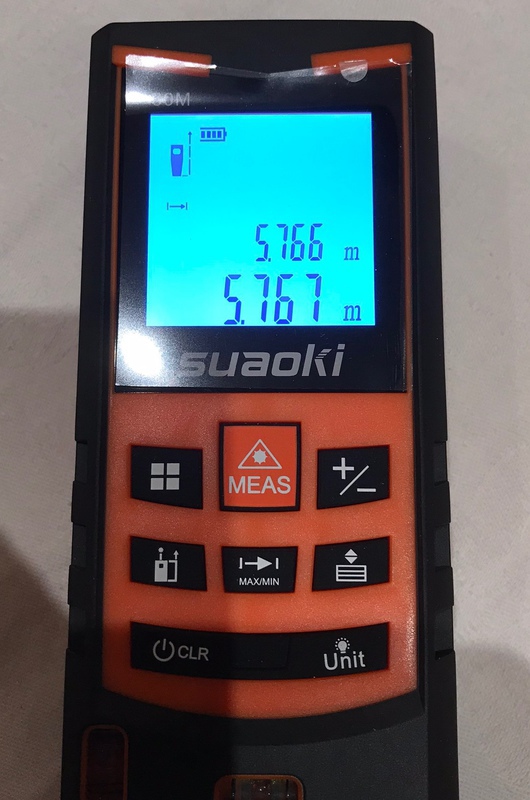 5.766 m
5.767 m
suaoki
MEAS
+/-
MAX/MIN
CLR
Unit